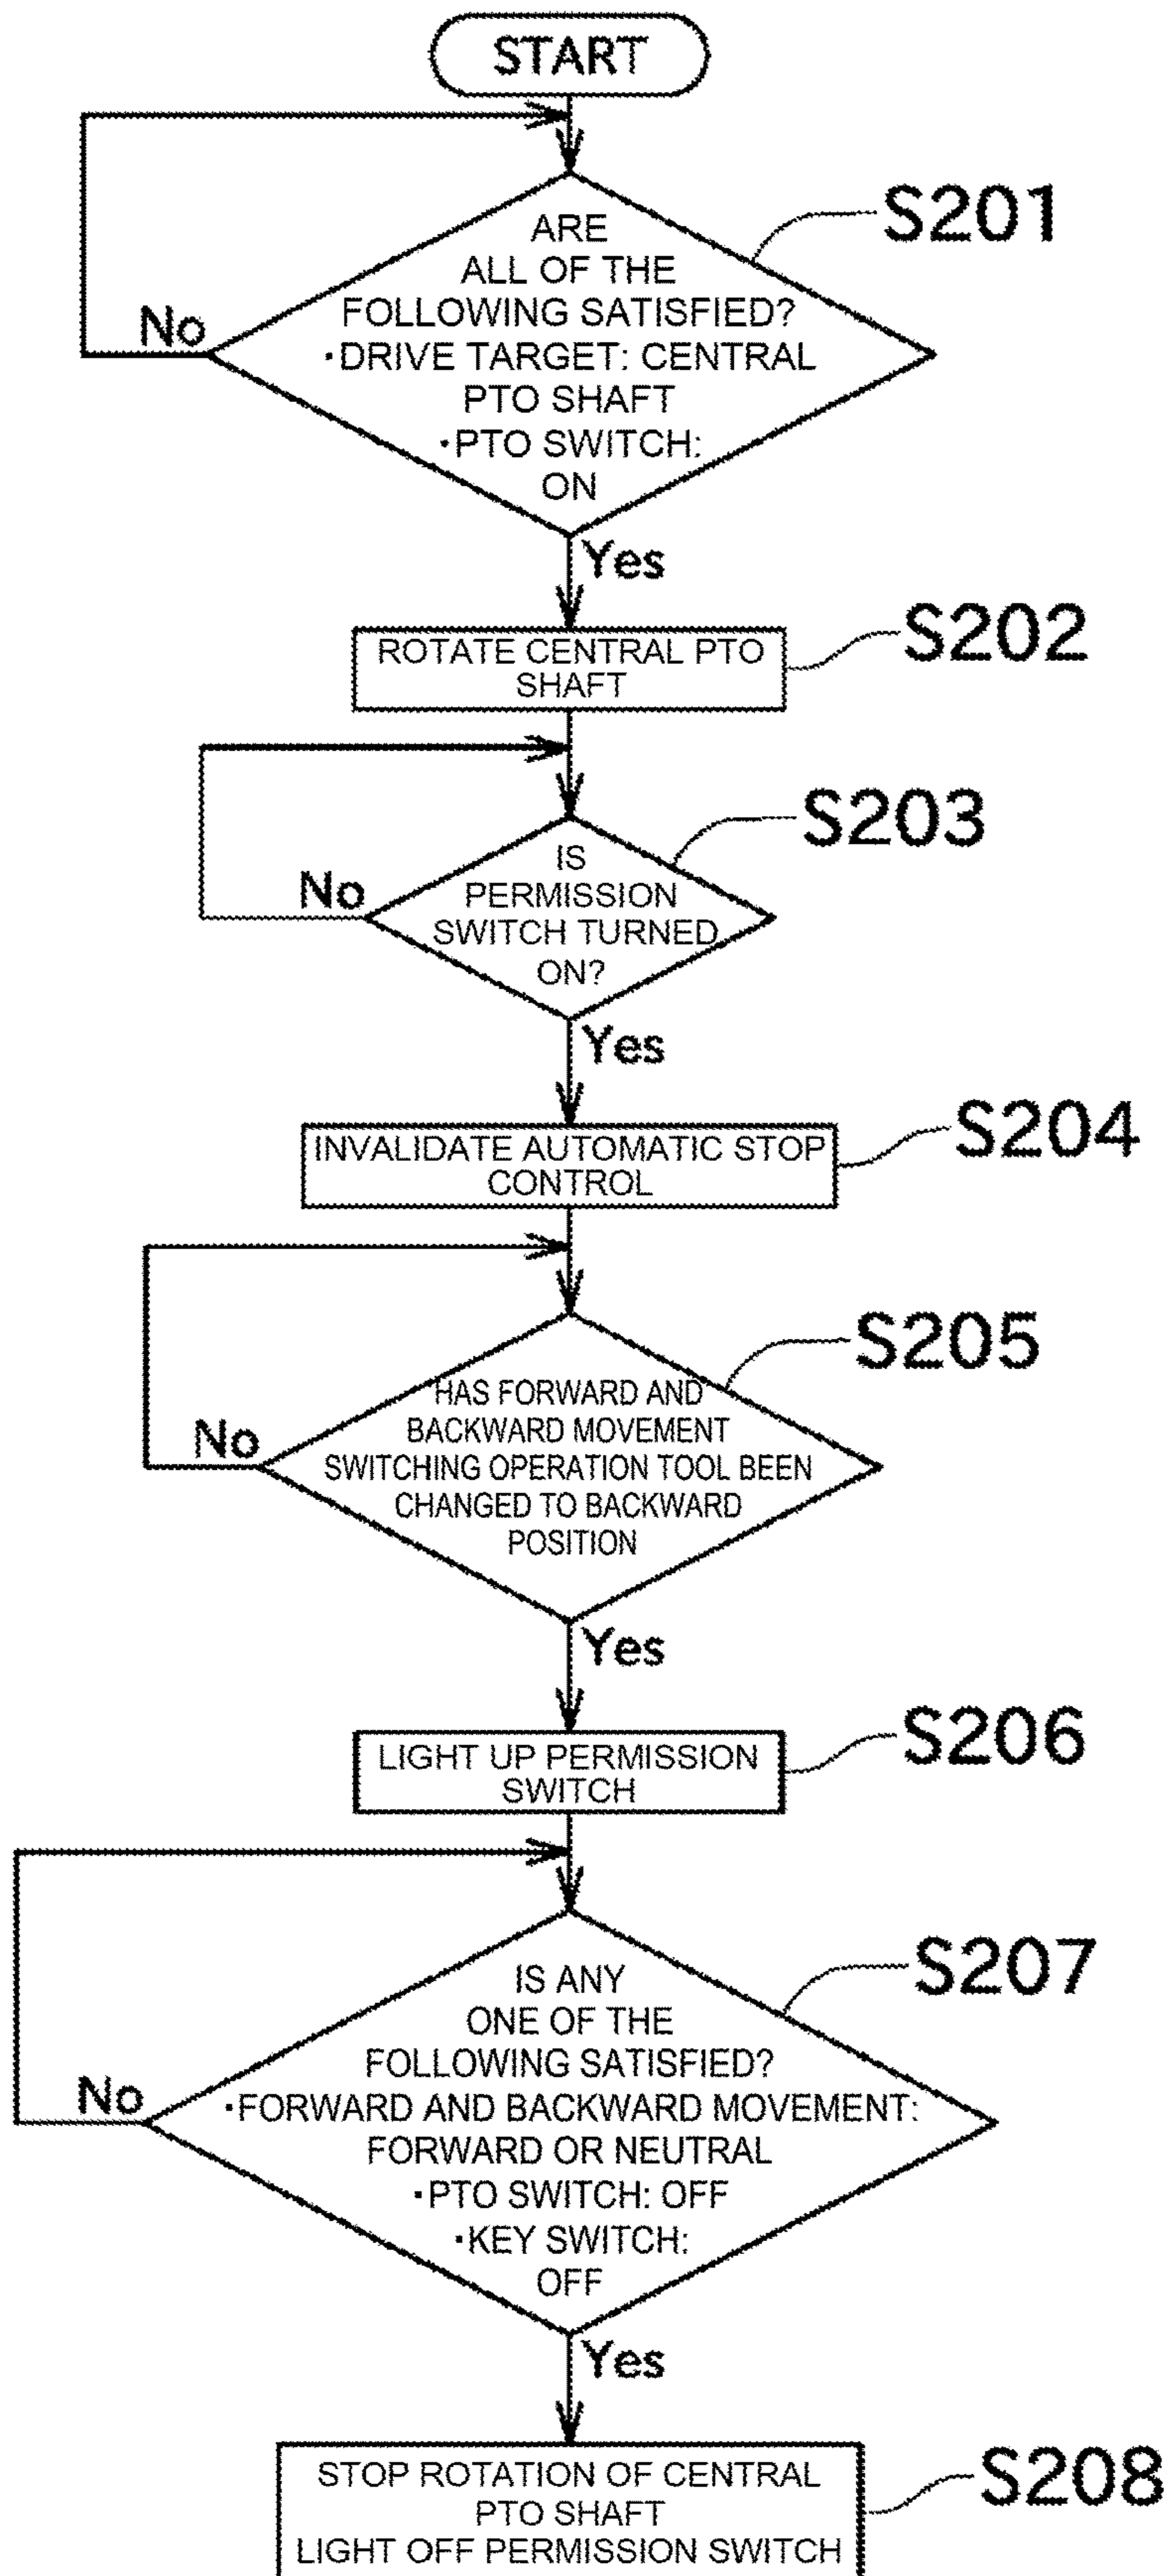 START
S201
ARE
ALL OF THE
FOLLOWING SATISFIED?
・DRIVE TARGET: CENTRAL
PTO SHAFT
・PTO SWITCH:
ON
No
Yes
S202
ROTATE CENTRAL PTO
SHAFT
S203
IS
PERMISSION
SWITCH TURNED
ON?
No
Yes
S204
INVALIDATE AUTOMATIC STOP
CONTROL
S205
HAS FORWARD AND
BACKWARD MOVEMENT
SWITCHING OPERATION TOOL BEEN
CHANGED TO BACKWARD
POSITION
No
Yes
S206
LIGHT UP PERMISSION
SWITCH
S207
IS ANY
ONE OF THE
FOLLOWING SATISFIED?
・FORWARD AND BACKWARD MOVEMENT:
FORWARD OR NEUTRAL
・PTO SWITCH: OFF
・KEY SWITCH:
OFF
No
Yes
S208
STOP ROTATION OF CENTRAL
PTO SHAFT
LIGHT OFF PERMISSION SWITCH